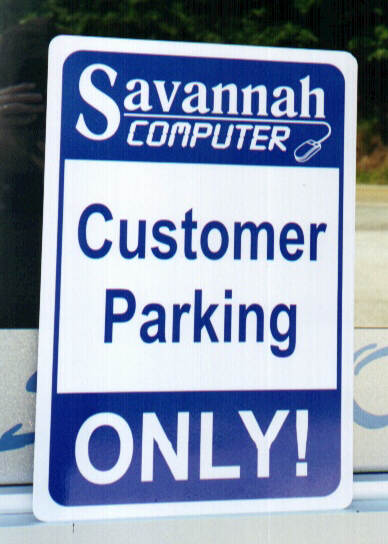 Savannah
COMPUTER
Customer
Parking
ONLY!